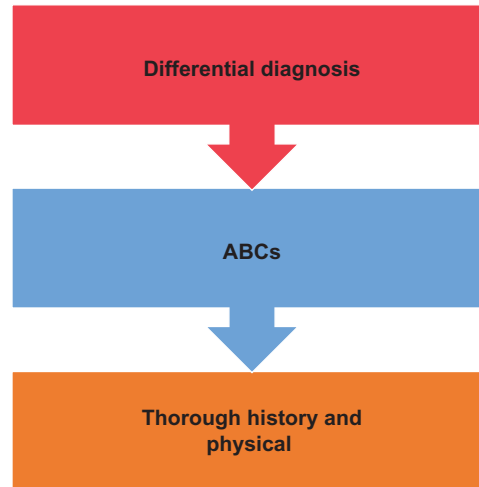 Differential diagnosis
ABCs
Thorough history and
physical